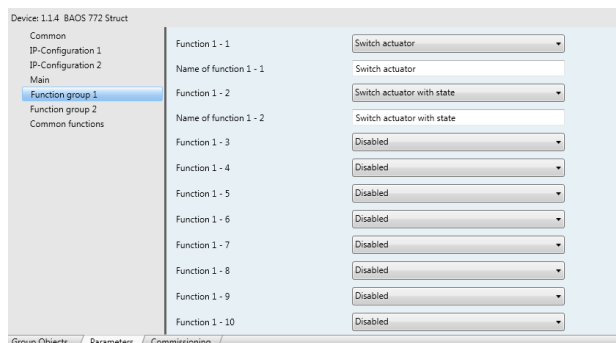 Device: 1.1.4 BAOS 772 Struct
Common
IP-Configuration 1
IP-Configuration 2
Main
Function group 1
Function group 2
Common functions
Function 1 - 1 Switch actuator
Name of function 1 - 1 Switch actuator
Function 1 - 2 Switch actuator with state
Name of function 1 - 2 Switch actuator with state
Function 1 - 3 Disabled
Function 1 - 4 Disabled
Function 1 - 5 Disabled
Function 1 - 6 Disabled
Function 1 - 7 Disabled
Function 1 - 8 Disabled
Function 1 - 9 Disabled
Function 1 - 10 Disabled
Group Objects / Parameters / Commissioning /